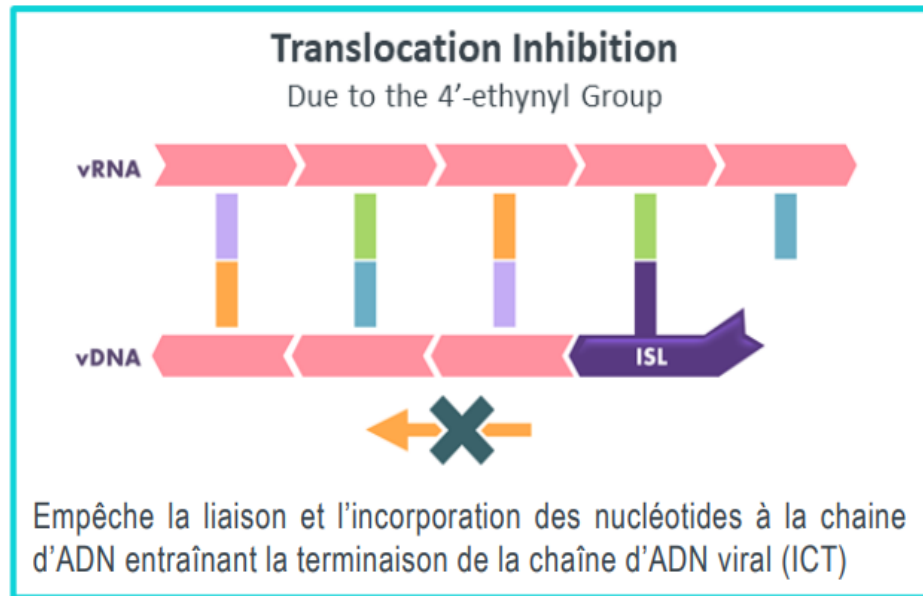 Translocation Inhibition
Due to the 4’-ethynyl Group
vRNA
vDNA
ISL
Empêche la liaison et l’incorporation des nucléotides à la chaine
d’ADN entraînant la terminaison de la chaîne d’ADN viral (ICT)